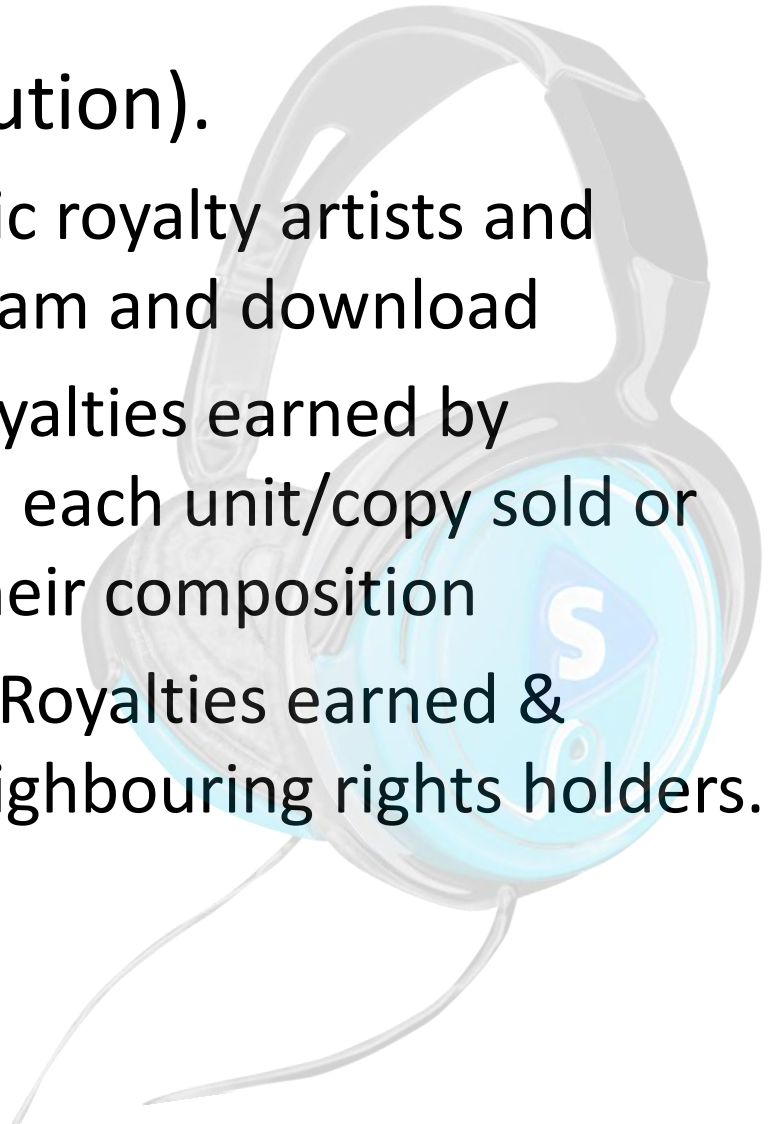 ution).
ic royalty artists and
am and download
yalties earned by
each unit/copy sold or
eir composition
Royalties earned &
ighbouring rights holders.
S